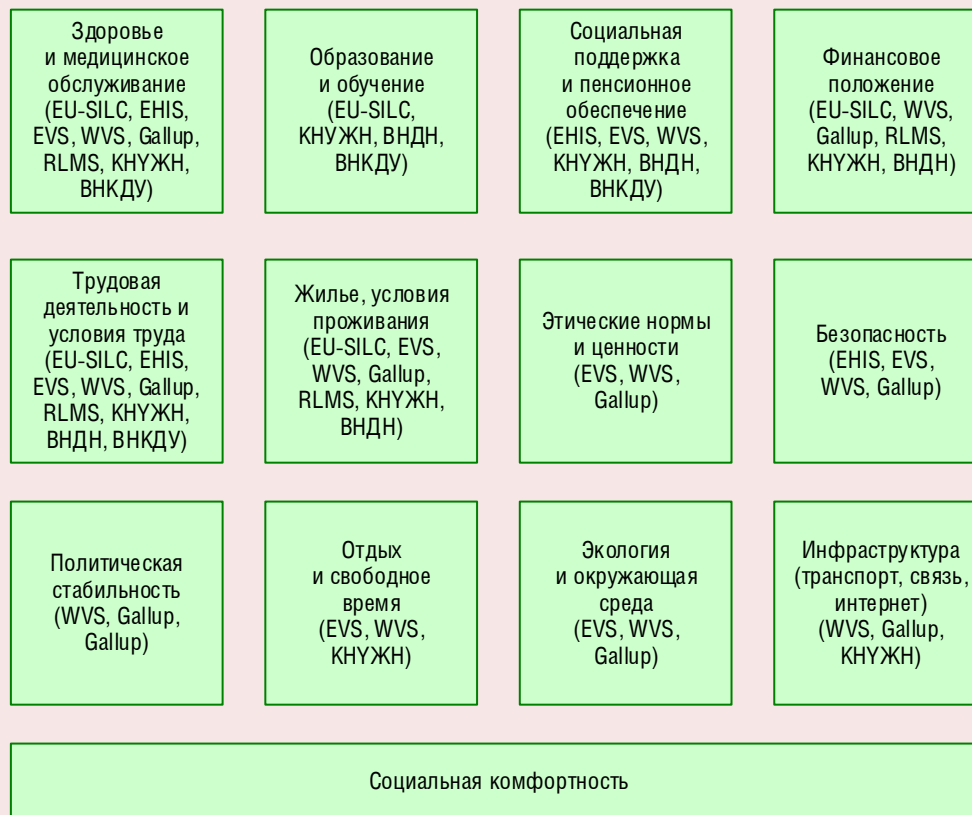 Здоровье
и медицинское
обслуживание
(EU-SILC, EHIS,
EVS, WVS, Gallup,
RLMS, КНУЖН,
ВНКДУ)
Образование
и обучение
(EU-SILC,
КНУЖН, ВНДН,
ВНКДУ)
Социальная
поддержка
и пенсионное
обеспечение
(EHIS, EVS, WVS,
КНУЖН, ВНДН,
ВНКДУ)
Финансовое
положение
(EU-SILC, WVS,
Gallup, RLMS,
КНУЖН, ВНДН)
Трудовая
деятельность и
условия труда
(EU-SILC, EHIS,
EVS, WVS, Gallup,
RLMS, КНУЖН,
ВНДН, ВНКДУ)
Жилье, условия
проживания
(EU-SILC, EVS,
WVS, Gallup,
RLMS, КНУЖН,
ВНДН)
Этические нормы
и ценности
(EVS, WVS,
Gallup)
Безопасность
(EHIS, EVS,
WVS, Gallup)
Политическая
стабильность
(WVS, Gallup,
Gallup)
Отдых
и свободное
время
(EVS, WVS,
КНУЖН)
Экология
и окружающая
среда
(EVS, WVS,
Gallup)
Инфраструктура
(транспорт, связь,
интернет)
(WVS, Gallup,
КНУЖН)
Социальная комфортность